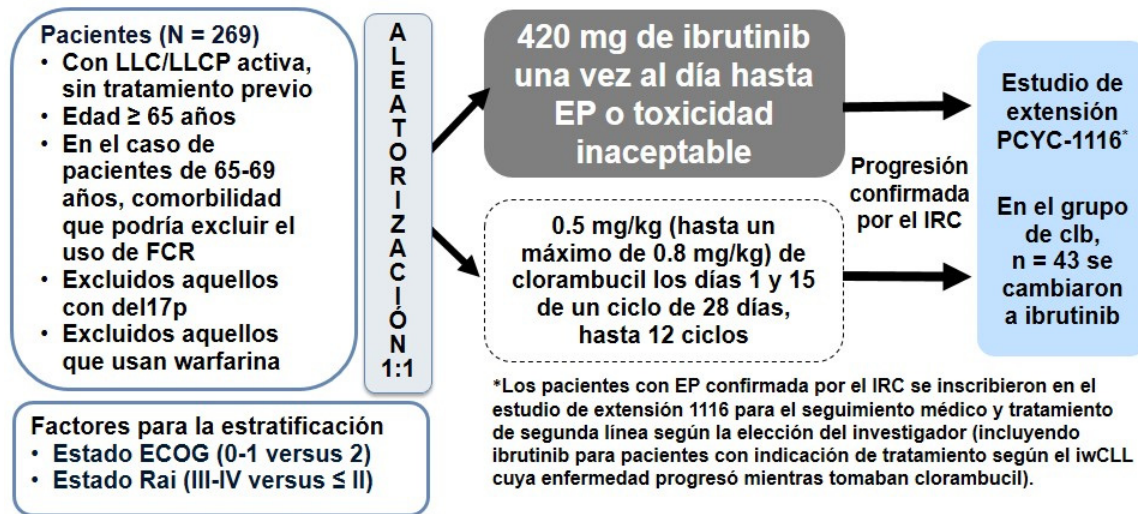 Pacientes (N = 269)
• Con LLC/LLCP activa,
sin tratamiento previo
• Edad ≥ 65 años
• En el caso de
pacientes de 65-69
años, comorbilidad
que podría excluir el
uso de FCR
• Excluidos aquellos
con del17p
• Excluidos aquellos
que usan warfarina
Factores para la estratificación
• Estado ECOG (0-1 versus 2)
• Estado Rai (III-IV versus ≤ II)
ALEATORIZACIÓN
1:1
420 mg de ibrutinib
una vez al día hasta
EP o toxicidad
inaceptable
0.5 mg/kg (hasta un
máximo de 0.8 mg/kg) de
clorambucil los días 1 y 15
de un ciclo de 28 días,
hasta 12 ciclos
Progresión
confirmada
por el IRC
Estudio de
extensión
PCYC-1116*
En el grupo
de clb,
n = 43 se
cambiaron
a ibrutinib
*Los pacientes con EP confirmada por el IRC se inscribieron en el
estudio de extensión 1116 para el seguimiento médico y tratamiento
de segunda línea según la elección del investigador (incluyendo
ibrutinib para pacientes con indicación de tratamiento según el iwCLL
cuya enfermedad progresó mientras tomaban clorambucil).